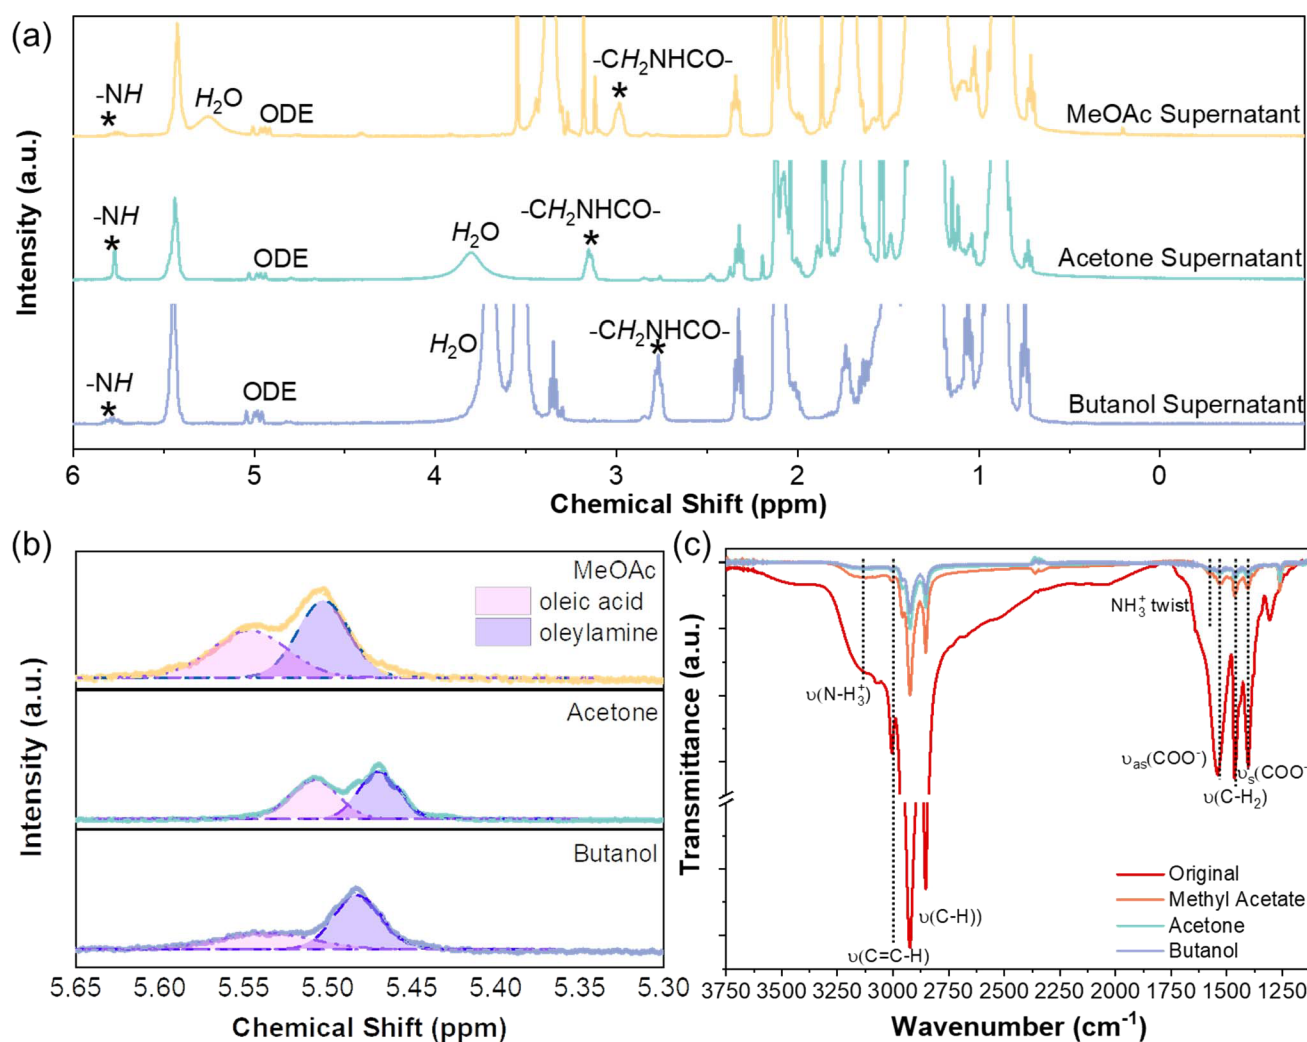 (a)
Intensity (a.u.)
-NH
*
H2O
ODE
-CH2NHCO-
*
MeOAc Supernatant
-NH
*
ODE
H2O
-CH2NHCO-
*
Acetone Supernatant
-NH
*
ODE
H2O
-CH2NHCO-
*
Butanol Supernatant
6 5 4 3 2 1 0
Chemical Shift (ppm)
(b)
Intensity (a.u.)
MeOAc
oleic acid
oleylamine
Acetone
Butanol
5.65 5.60 5.55 5.50 5.45 5.40 5.35 5.30
Chemical Shift (ppm)
(c)
Transmittance (a.u.)
NH3+ twist
υ(N-H3+)
υas(COO-)
υs(COO-
υ(C-H2)
υ(C-H))
υ(C=C-H)
Original
Methyl Acetate
Acetone
Butanol
3750 3500 3250 3000 2750 2500 2250 2000 1750 1500 1250
Wavenumber (cm-1)